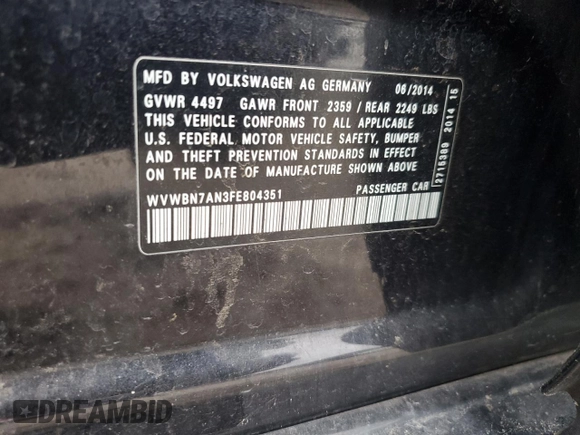 MFD BY VOLKSWAGEN AG GERMANY 06/2014
GVWR 4497 GAWR FRONT 2359 / REAR 2249 LBS
THIS VEHICLE CONFORMS TO ALL APPLICABLE
U.S. FEDERAL MOTOR VEHICLE SAFETY, BUMPER
AND THEFT PREVENTION STANDARDS IN EFFECT
ON THE DATE OF MANUFACTURE SHOWN ABOVE
WVWBN7AN3FE804351 PASSENGER CAR
2715389 2014 15
DREAMBID